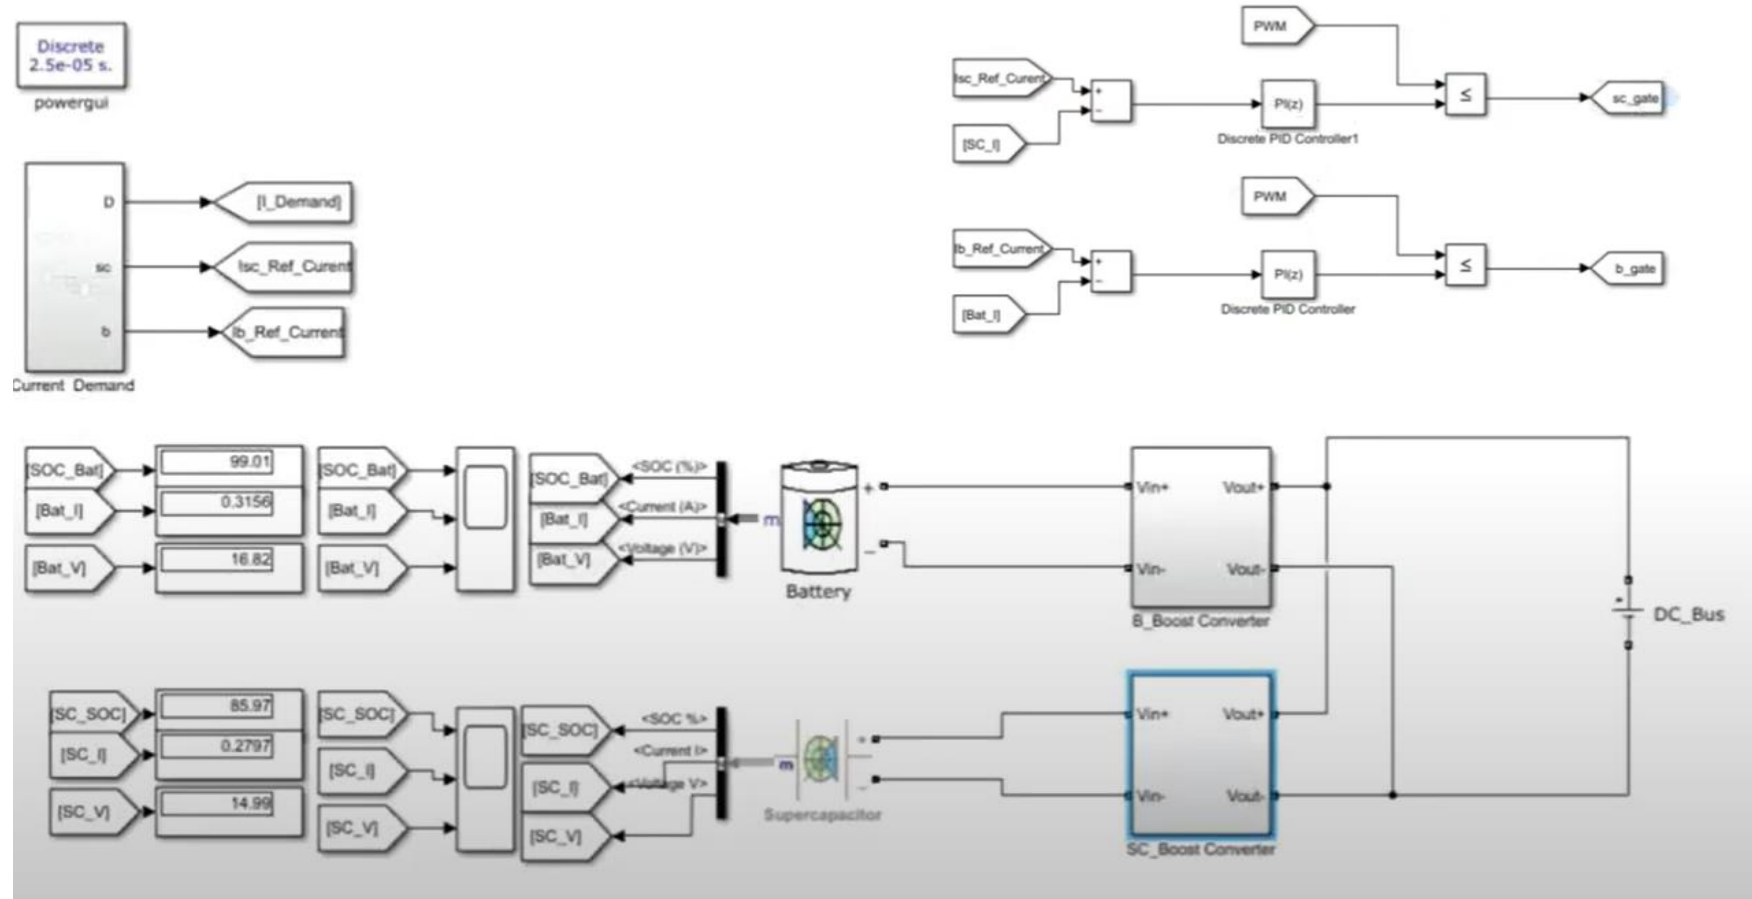 Discrete
2.5e-05 s.
powergui
D
sc
b
[I_Demand]
Isc_Ref_Curent
Ib_Ref_Current
Current Demand
PWM
Isc_Ref_Curent
[SC_I]
+
−
PI(z)
Discrete PID Controller1
≤
sc_gate
PWM
Ib_Ref_Current
[Bat_I]
+
−
PI(z)
Discrete PID Controller
≤
b_gate
[SOC_Bat]
99.01
[Bat_I]
0.3156
[Bat_V]
16.82
[SOC_Bat]
[Bat_I]
[Bat_V]
[SOC_Bat]
[Bat_I]
[Bat_V]
<SOC (%)>
<Current (A)>
<Voltage (V)>
m
+
−
Battery
Vin+
Vin-
Vout+
Vout-
B_Boost Converter
DC_Bus
[SC_SOC]
85.97
[SC_I]
0.2797
[SC_V]
14.99
[SC_SOC]
[SC_I]
[SC_V]
[SC_SOC]
[SC_I]
[SC_V]
<SOC %>
<Current I>
<Voltage V>
m
+
−
Supercapacitor
Vin+
Vin-
Vout+
Vout-
SC_Boost Converter